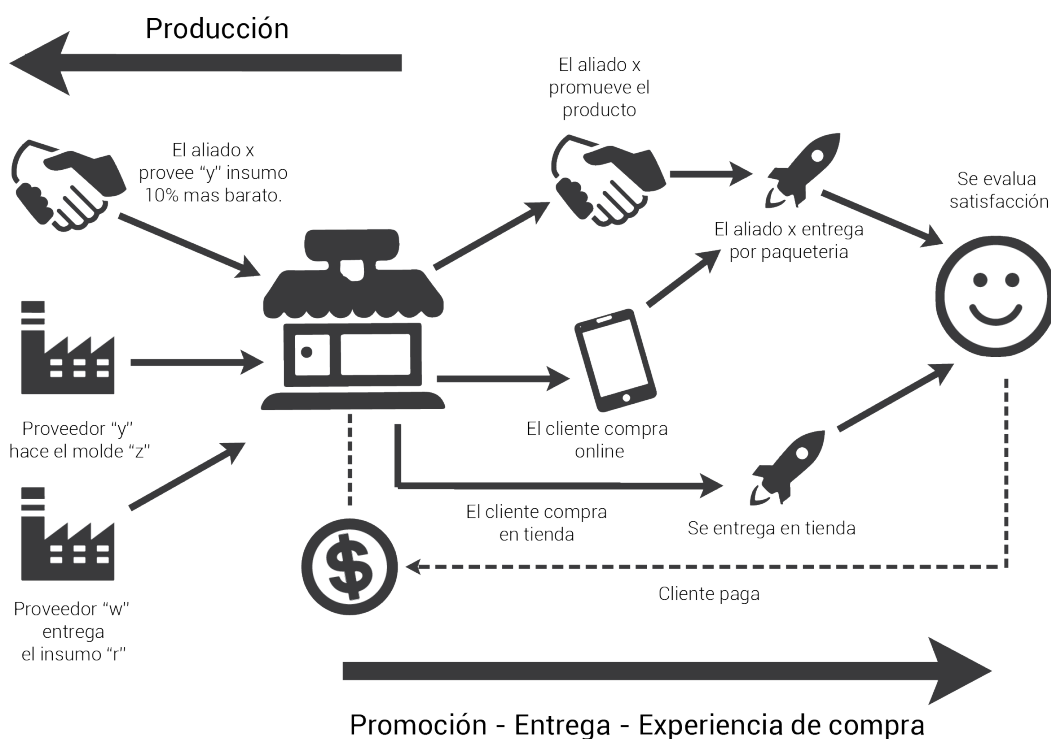 Producción
El aliado x
provee “y” insumo
10% mas barato.
El aliado x
promueve el
producto
El aliado x entrega
por paqueteria
Se evalua
satisfacción
Proveedor “y”
hace el molde “z”
El cliente compra
online
El cliente compra
en tienda
Se entrega en tienda
$
Cliente paga
Proveedor “w”
entrega
el insumo “r”
Promoción - Entrega - Experiencia de compra